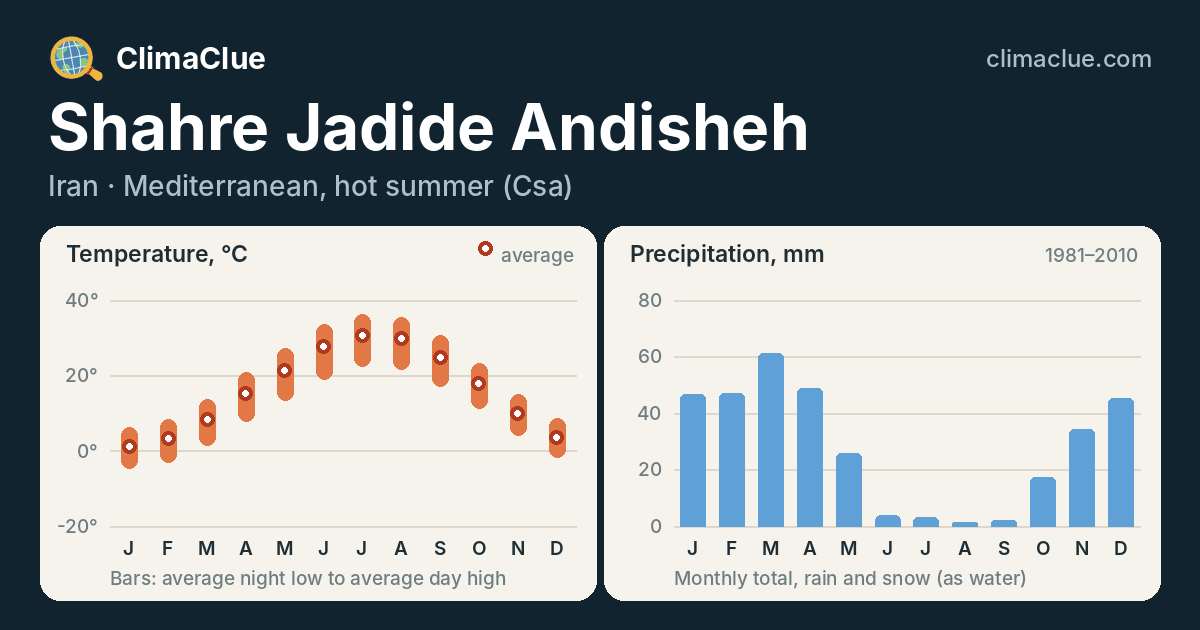 ClimaClue
climaclue.com
Shahre Jadide Andisheh
Iran · Mediterranean, hot summer (Csa)
Temperature, °C
average
40°
20°
0°
-20°
J F M A M J J A S O N D
Bars: average night low to average day high
Precipitation, mm
1981–2010
80
60
40
20
0
J F M A M J J A S O N D
Monthly total, rain and snow (as water)